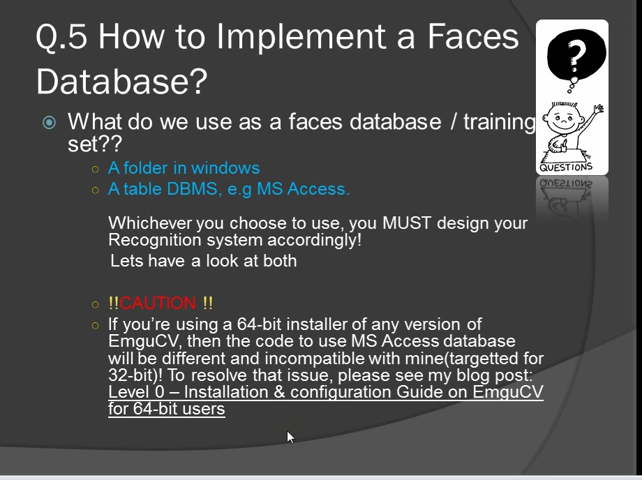 Q.5 How to Implement a Faces
Database?
What do we use as a faces database / training
set??
A folder in windows
A table DBMS, e.g MS Access.
Whichever you choose to use, you MUST design your
Recognition system accordingly!
Lets have a look at both
!!CAUTION !!
If you're using a 64-bit installer of any version of
EmguCV, then the code to use MS Access database
will be different and incompatible with mine(targetted for
32-bit)! To resolve that issue, please see my blog post:
Level 0 – Installation & configuration Guide on EmguCV
for 64-bit users
?
QUESTIONS